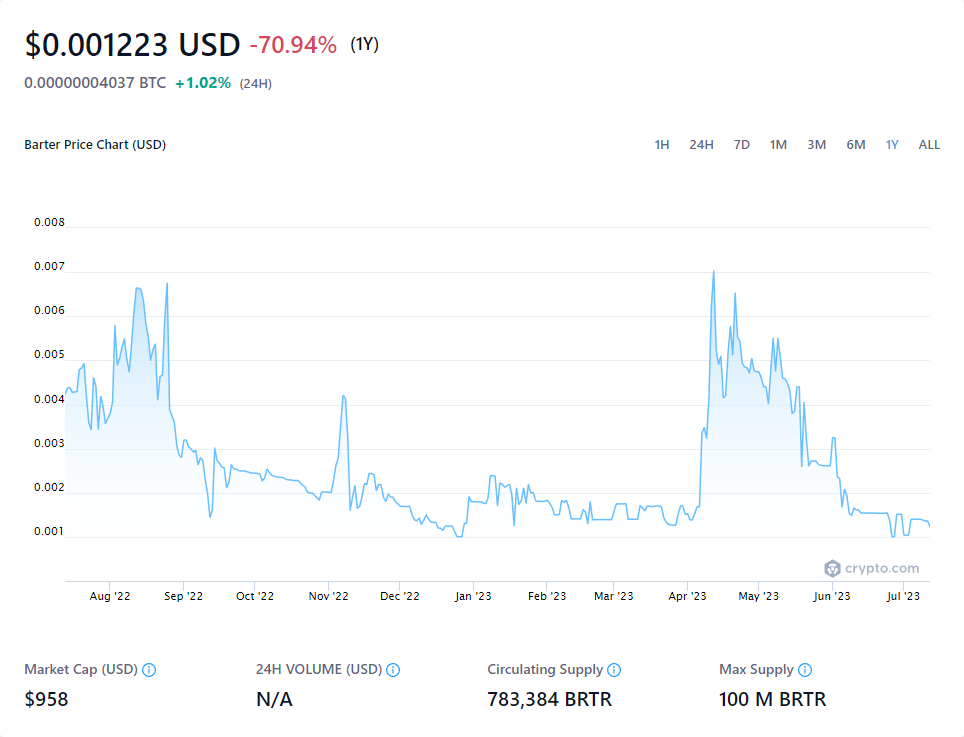 $0.001223 USD -70.94% (1Y)
0.00000004037 BTC +1.02% (24H)
Barter Price Chart (USD) 1H 24H 7D 1M 3M 6M 1Y ALL
0.008
0.007
0.006
0.005
0.004
0.003
0.002
0.001
crypto.com
Aug '22 Sep '22 Oct '22 Nov '22 Dec '22 Jan '23 Feb '23 Mar '23 Apr '23 May '23 Jun '23 Jul '23
Market Cap (USD) 24H VOLUME (USD) Circulating Supply Max Supply
$958 N/A 783,384 BRTR 100 M BRTR